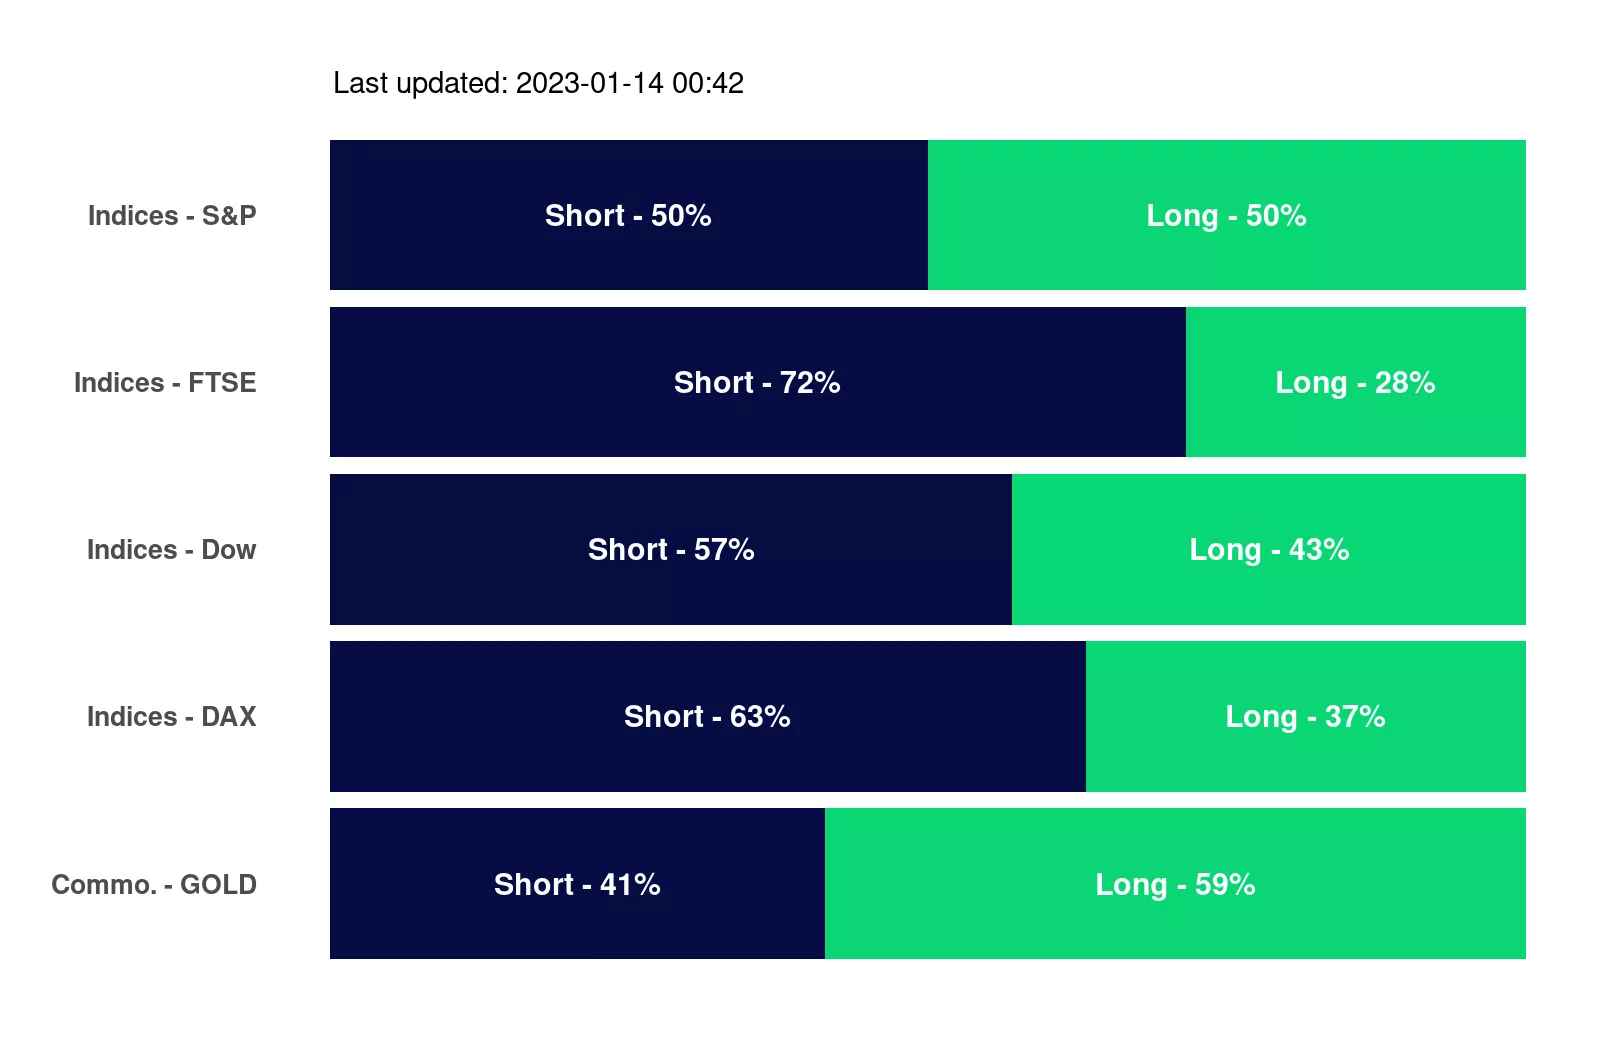 Last updated: 2023-01-14 00:42
Indices - S&P Short - 50% Long - 50%
Indices - FTSE Short - 72% Long - 28%
Indices - Dow Short - 57% Long - 43%
Indices - DAX Short - 63% Long - 37%
Commo. - GOLD Short - 41% Long - 59%